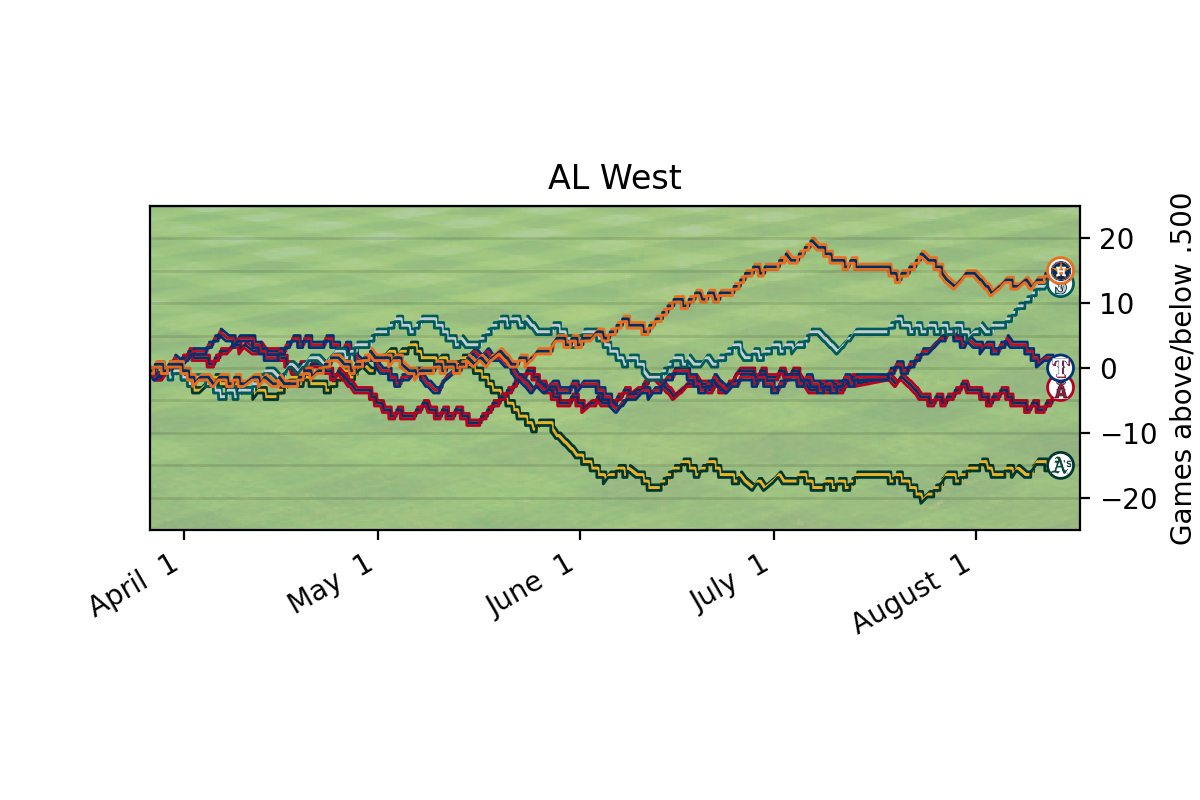 AL West
20
10
0
−10
−20
Games above/below .500
April 1
May 1
June 1
July 1
August 1
H
S
T
A
A's